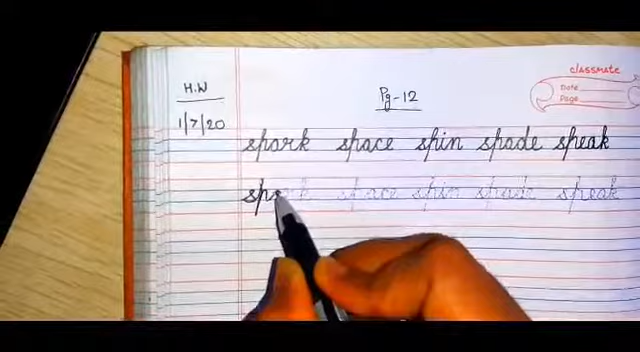 classmate
H.W
Date
Pg-12
Page
1/7/20
spark space spin spade speak
spark space spin spade speak